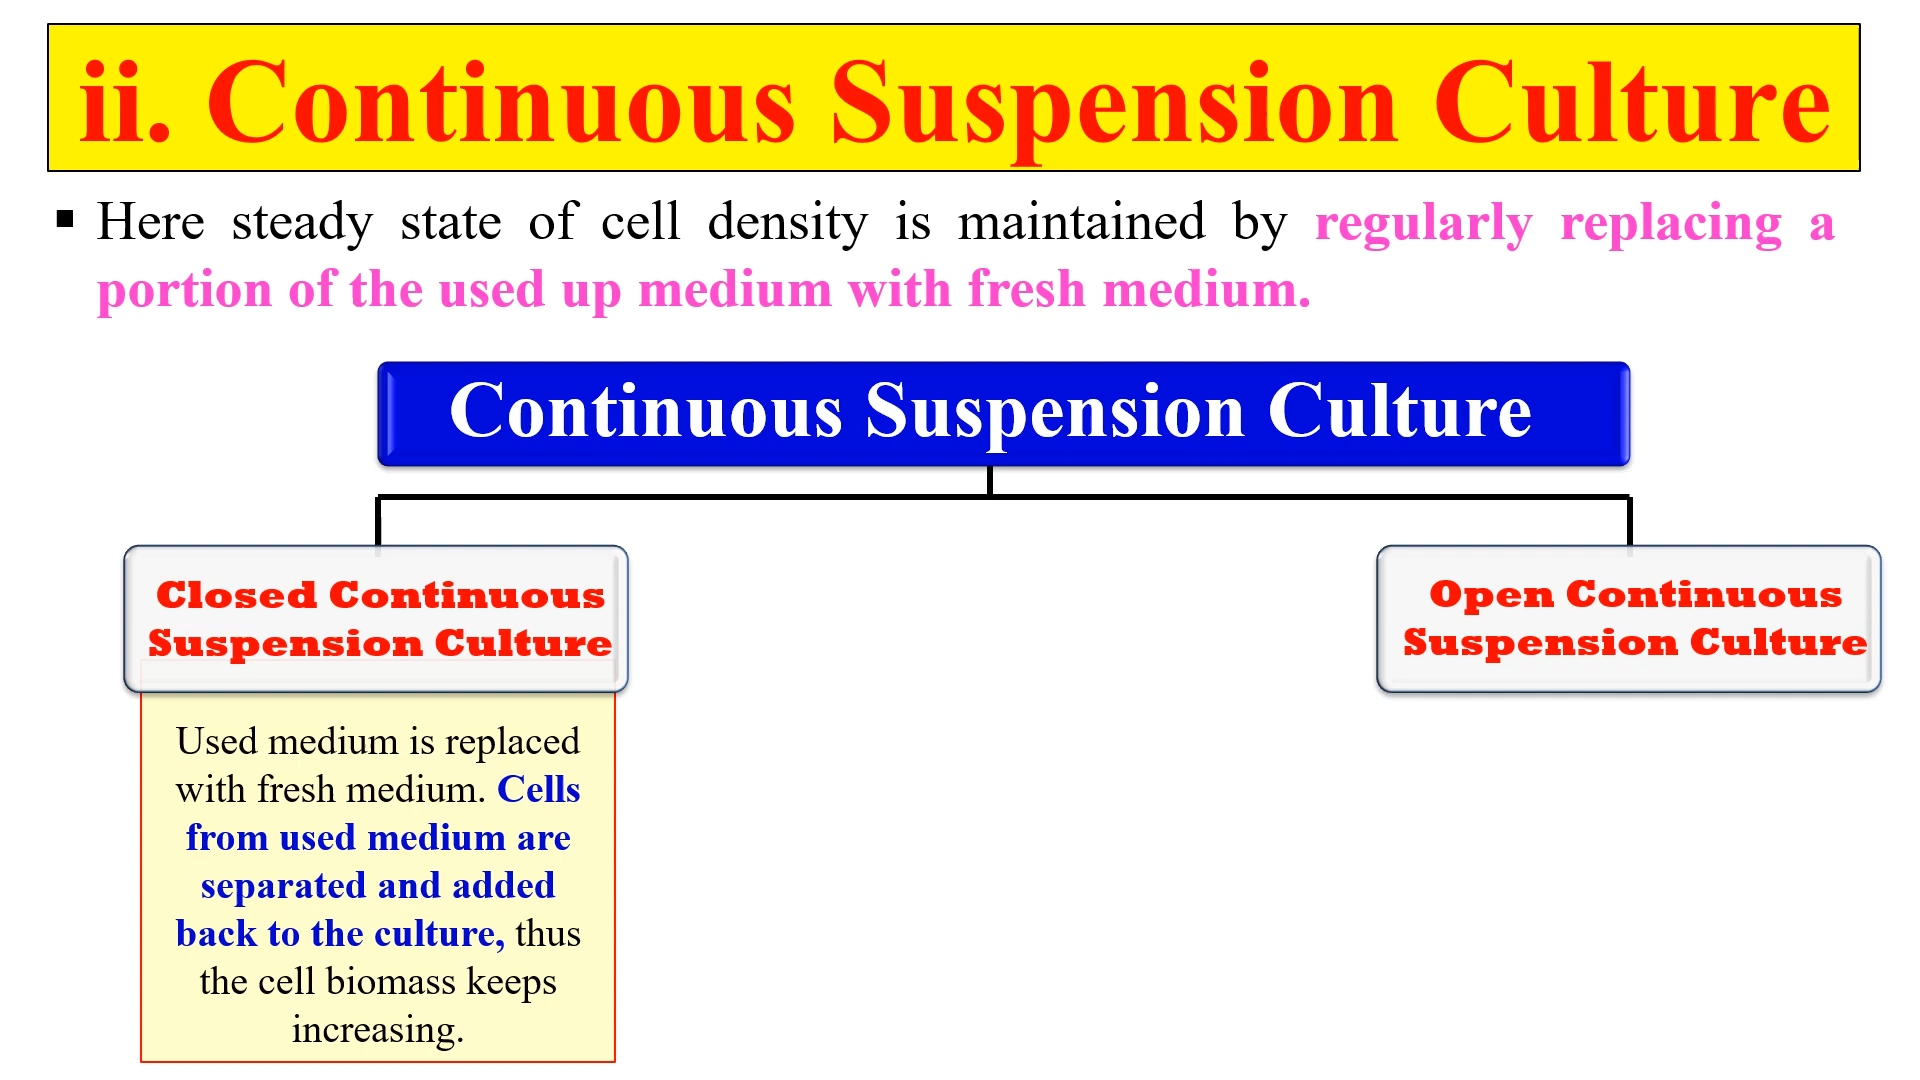 ii. Continuous Suspension Culture
▪ Here steady state of cell density is maintained by regularly replacing a
portion of the used up medium with fresh medium.
Continuous Suspension Culture
Closed Continuous
Suspension Culture
Open Continuous
Suspension Culture
Used medium is replaced
with fresh medium. Cells
from used medium are
separated and added
back to the culture, thus
the cell biomass keeps
increasing.